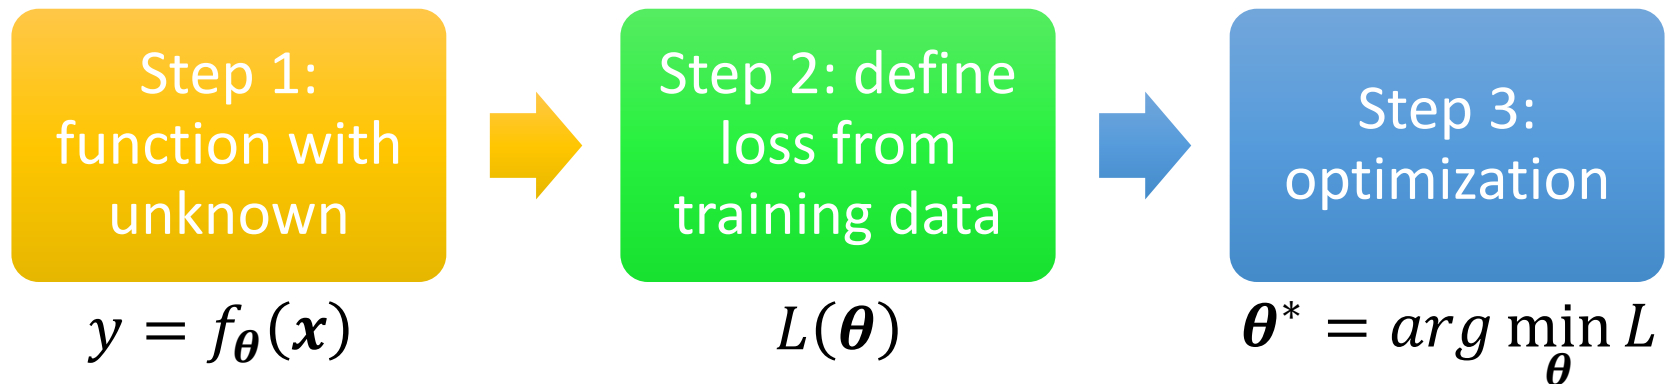 Step 1:
function with
unknown
Step 2: define
loss from
training data
Step 3:
optimization
y = f_θ(x)
L(θ)
θ* = arg min L
θ